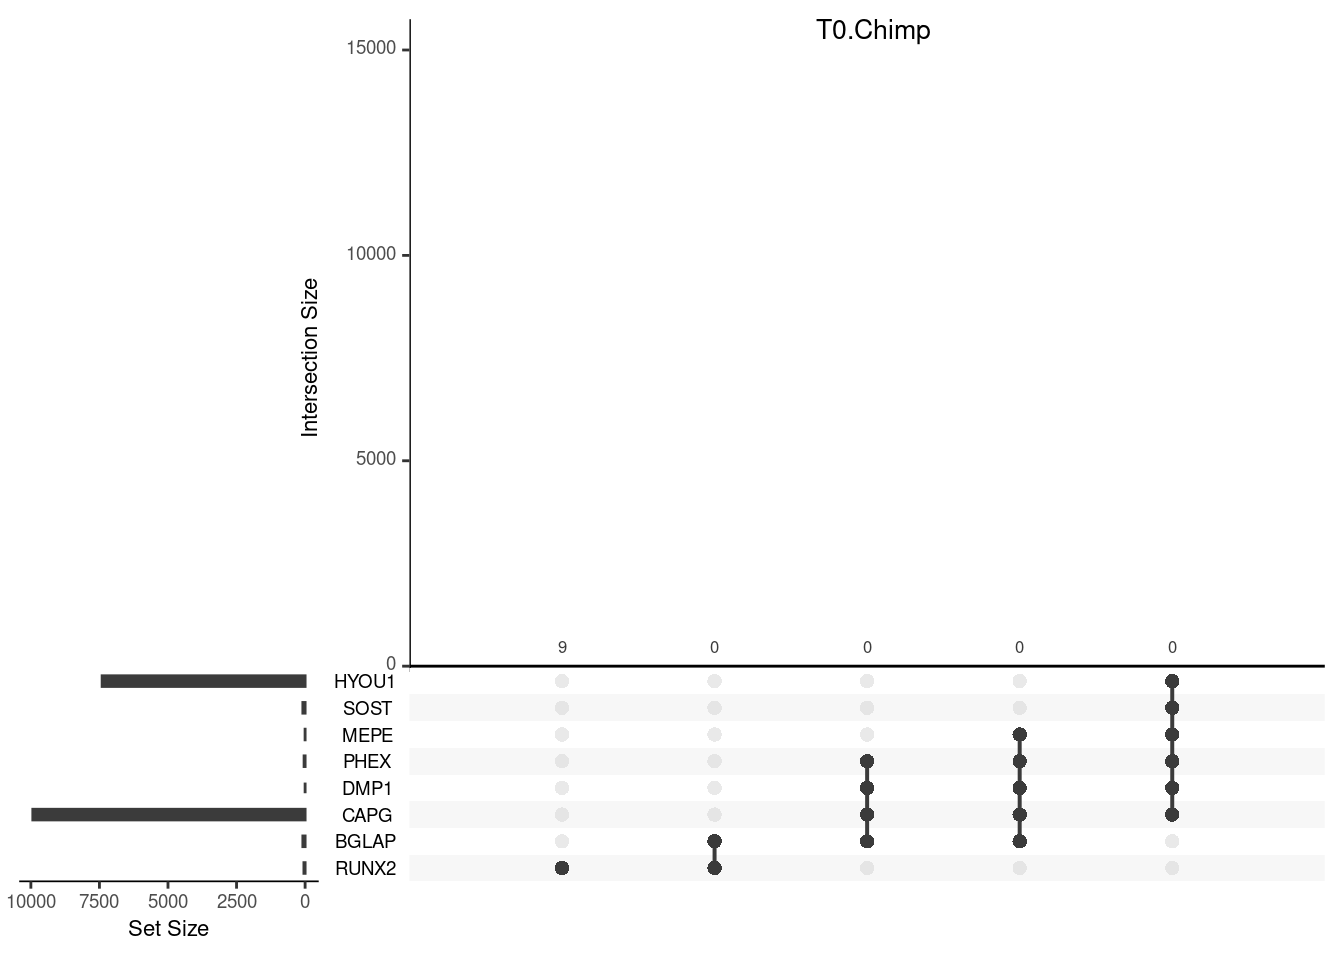 T0.Chimp
15000
10000
5000
0
Intersection Size
9 0 0 0 0
HYOU1
SOST
MEPE
PHEX
DMP1
CAPG
BGLAP
RUNX2
10000 7500 5000 2500 0
Set Size